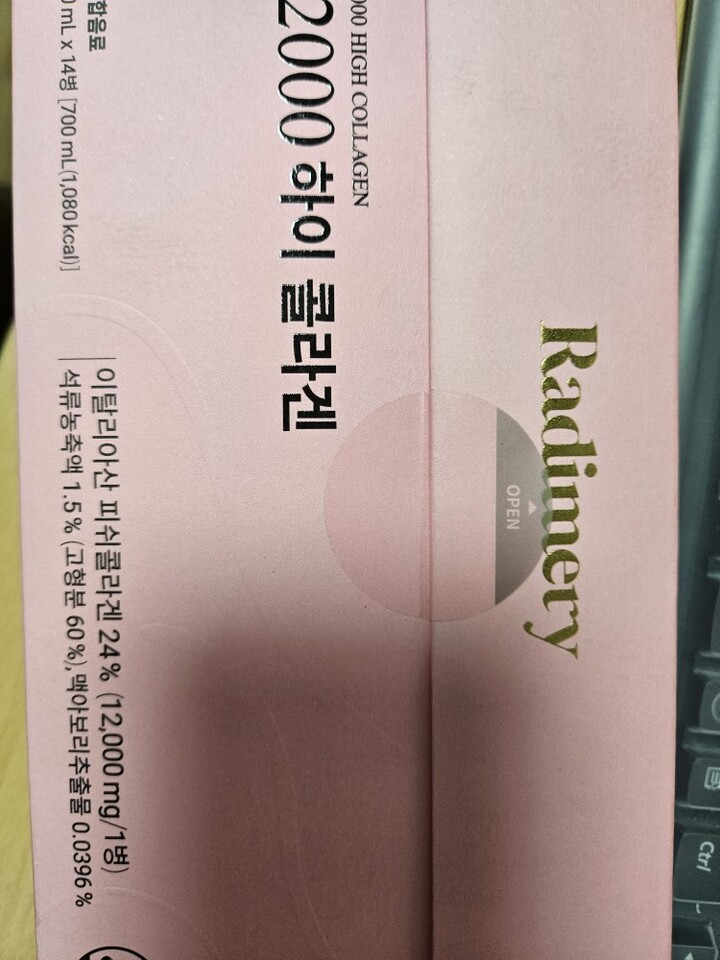 Radimery
OPEN
000 HIGH COLLAGEN
2000 하이 콜라겐
이탈리아산 피쉬콜라겐 24% (12,000 mg/1병)
석류농축액 1.5% (고형분 60%), 맥아보리추출물 0.0396%
합음료
0 mL x 14병 [700 mL(1,080 kcal)]
Ctrl